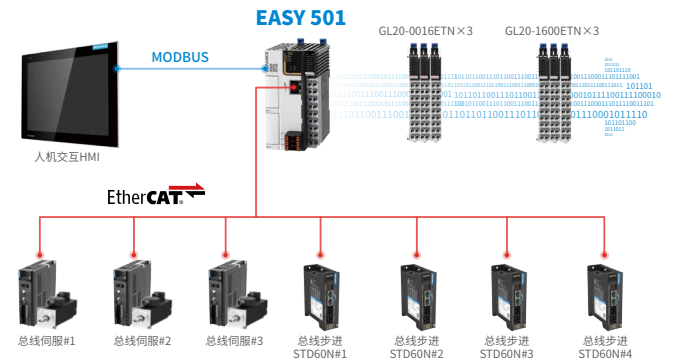 EASY 501
GL20-0016ETN×3
GL20-1600ETN×3
MODBUS
人机交互HMI
EtherCAT®
总线伺服#1
总线伺服#2
总线伺服#3
总线步进
STD60N#1
总线步进
STD60N#2
总线步进
STD60N#3
总线步进
STD60N#4